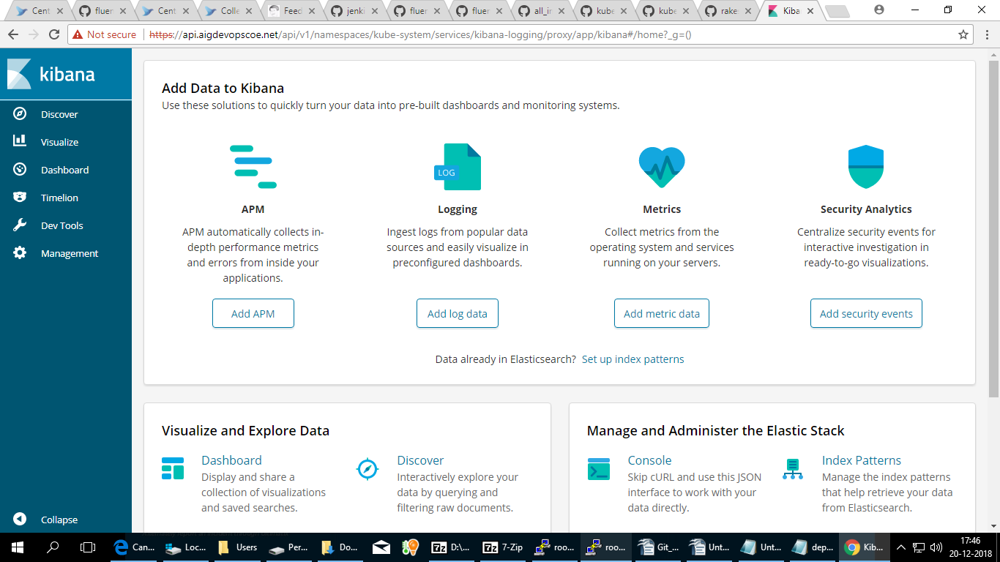 Cent
fluen
Cent
Colle
Feed
jenki
fluen
fluen
all_in
kube
kube
rake
Kiba
Not secure
https://api.aigdevopscoe.net/api/v1/namespaces/kube-system/services/kibana-logging/proxy/app/kibana#/home?_g=()
kibana
Discover
Visualize
Dashboard
Timelion
Dev Tools
Management
Collapse
Add Data to Kibana
Use these solutions to quickly turn your data into pre-built dashboards and monitoring systems.
APM
APM automatically collects in-
depth performance metrics
and errors from inside your
applications.
Add APM
LOG
Logging
Ingest logs from popular data
sources and easily visualize in
preconfigured dashboards.
Add log data
Metrics
Collect metrics from the
operating system and services
running on your servers.
Add metric data
Security Analytics
Centralize security events for
interactive investigation in
ready-to-go visualizations.
Add security events
Data already in Elasticsearch? Set up index patterns
Visualize and Explore Data
Dashboard
Display and share a
collection of visualizations
and saved searches.
Discover
Interactively explore your
data by querying and
filtering raw documents.
Manage and Administer the Elastic Stack
Console
Skip cURL and use this JSON
interface to work with your
data directly.
Index Patterns
Manage the index patterns
that help retrieve your data
from Elasticsearch.
Can...
Loc...
Users
Per...
Do...
7z
D:\...
7z
7-Zip
roo...
roo...
Git_...
Unt...
Unt...
dep...
Kib...
17:46
20-12-2018